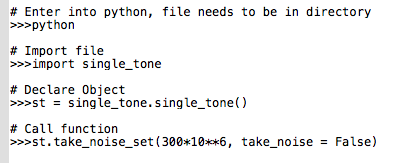 # Enter into python, file needs to be in directory
>>>python
# Import file
>>>import single_tone
# Declare Object
>>>st = single_tone.single_tone()
# Call function
>>>st.take_noise_set(300*10**6, take_noise = False)